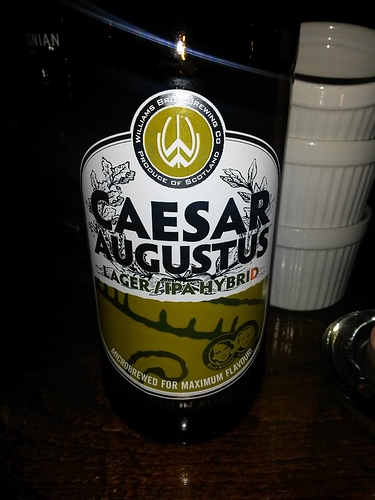 NIAN
WILLIAMS BROS BREWING CO
PRODUCE OF SCOTLAND
CAESAR
AUGUSTUS
LAGER/IPA HYBRID
MICROBREWED FOR MAXIMUM FLAVOUR!